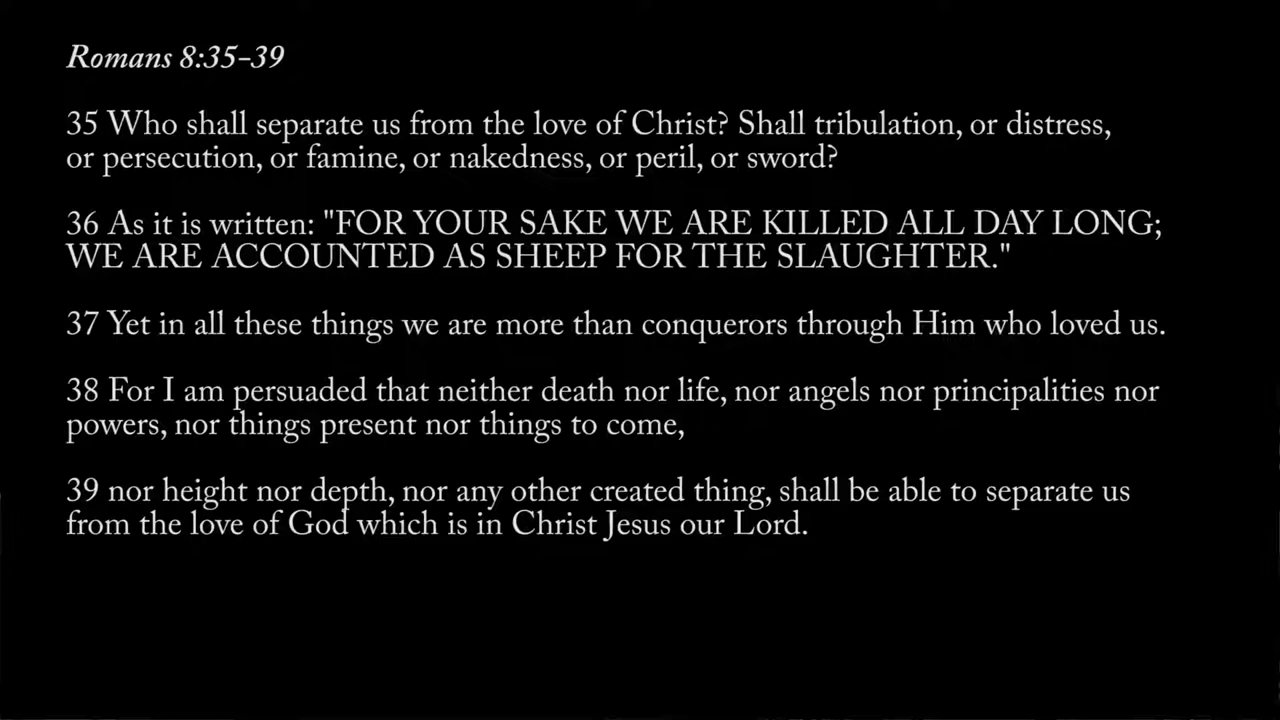 Romans 8:35-39
35 Who shall separate us from the love of Christ? Shall tribulation, or distress,
or persecution, or famine, or nakedness, or peril, or sword?
36 As it is written: "FOR YOUR SAKE WE ARE KILLED ALL DAY LONG;
WE ARE ACCOUNTED AS SHEEP FOR THE SLAUGHTER."
37 Yet in all these things we are more than conquerors through Him who loved us.
38 For I am persuaded that neither death nor life, nor angels nor principalities nor
powers, nor things present nor things to come,
39 nor height nor depth, nor any other created thing, shall be able to separate us
from the love of God which is in Christ Jesus our Lord.